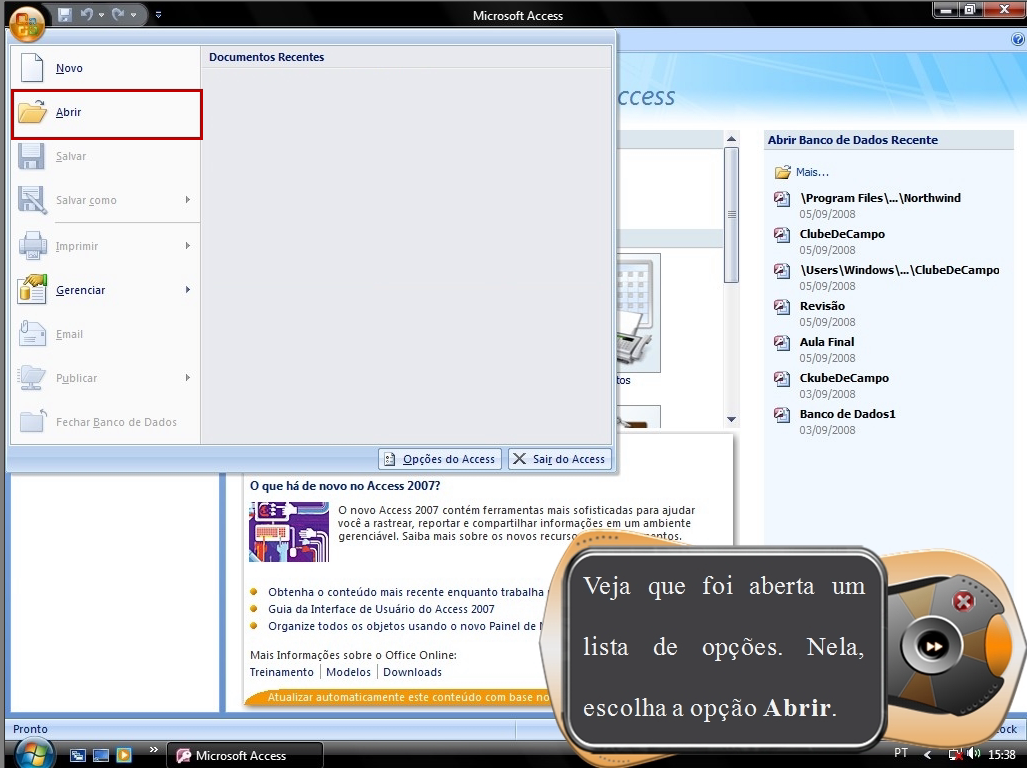 Microsoft Access
Novo
Abrir
Salvar
Salvar como
Imprimir
Gerenciar
Email
Publicar
Fechar Banco de Dados
Documentos Recentes
Opções do Access
Sair do Access
ccess
tos
Abrir Banco de Dados Recente
Mais...
\Program Files\...\Northwind
05/09/2008
ClubeDeCampo
05/09/2008
\Users\Windows\...\ClubeDeCampo
05/09/2008
Revisão
05/09/2008
Aula Final
05/09/2008
CkubeDeCampo
03/09/2008
Banco de Dados1
03/09/2008
O que há de novo no Access 2007?
O novo Access 2007 contém ferramentas mais sofisticadas para ajudar
você a rastrear, reportar e compartilhar informações em um ambiente
gerenciável. Saiba mais sobre os novos recurso entos.
Obtenha o conteúdo mais recente enquanto trabalha
Guia da Interface de Usuário do Access 2007
Organize todos os objetos usando o novo Painel de N
Mais Informações sobre o Office Online:
Treinamento | Modelos | Downloads
Atualizar automaticamente este conteúdo com base no
Veja que foi aberta um
lista de opções. Nela,
escolha a opção Abrir.
Pronto
ock
Microsoft Access
PT
15:38